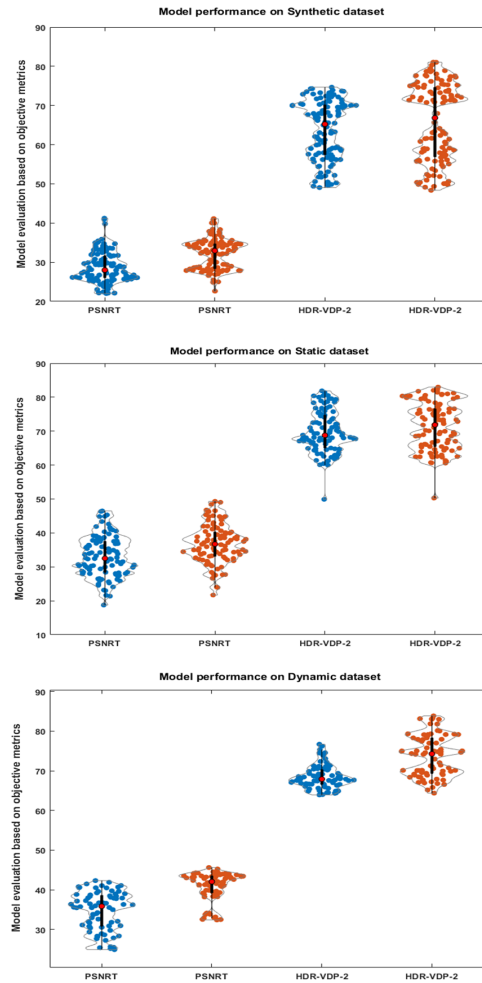 Model performance on Synthetic dataset
Model evaluation based on objective metrics
90
80
70
60
50
40
30
20
PSNRT PSNRT HDR-VDP-2 HDR-VDP-2
Model performance on Static dataset
Model evaluation based on objective metrics
90
80
70
60
50
40
30
20
10
PSNRT PSNRT HDR-VDP-2 HDR-VDP-2
Model performance on Dynamic dataset
Model evaluation based on objective metrics
90
80
70
60
50
40
30
PSNRT PSNRT HDR-VDP-2 HDR-VDP-2